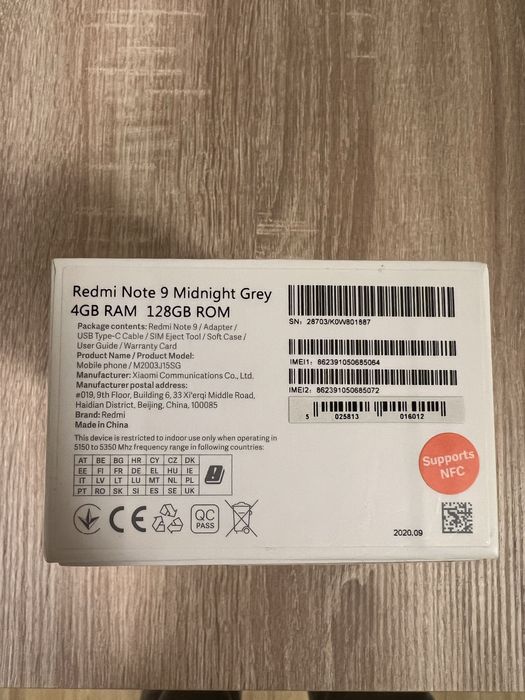 Redmi Note 9 Midnight Grey
4GB RAM 128GB ROM
Package contents: Redmi Note 9 / Adapter /
USB Type-C Cable / SIM Eject Tool / Soft Case /
User Guide / Warranty Card
Product Name / Product Model:
Mobile phone / M2003J15SG
Manufacturer: Xiaomi Communications Co., Ltd.
Manufacturer postal address:
#019, 9th Floor, Building 6, 33 Xi'erqi Middle Road,
Haidian District, Beijing, China, 100085
Brand: Redmi
Made in China
This device is restricted to indoor use only when operating in
5150 to 5350 Mhz frequency range in following countries:
AT BE BG HR CY CZ DK
EE FI FR DE EL HU IE
IT LV LT LU MT NL PL
PT RO SK SI ES SE UK
CE
QC
PASS
SN: 28703/K0W801887
IMEI1: 862391050685064
IMEI2: 862391050685072
5 025813 016012
Supports
NFC
2020.09